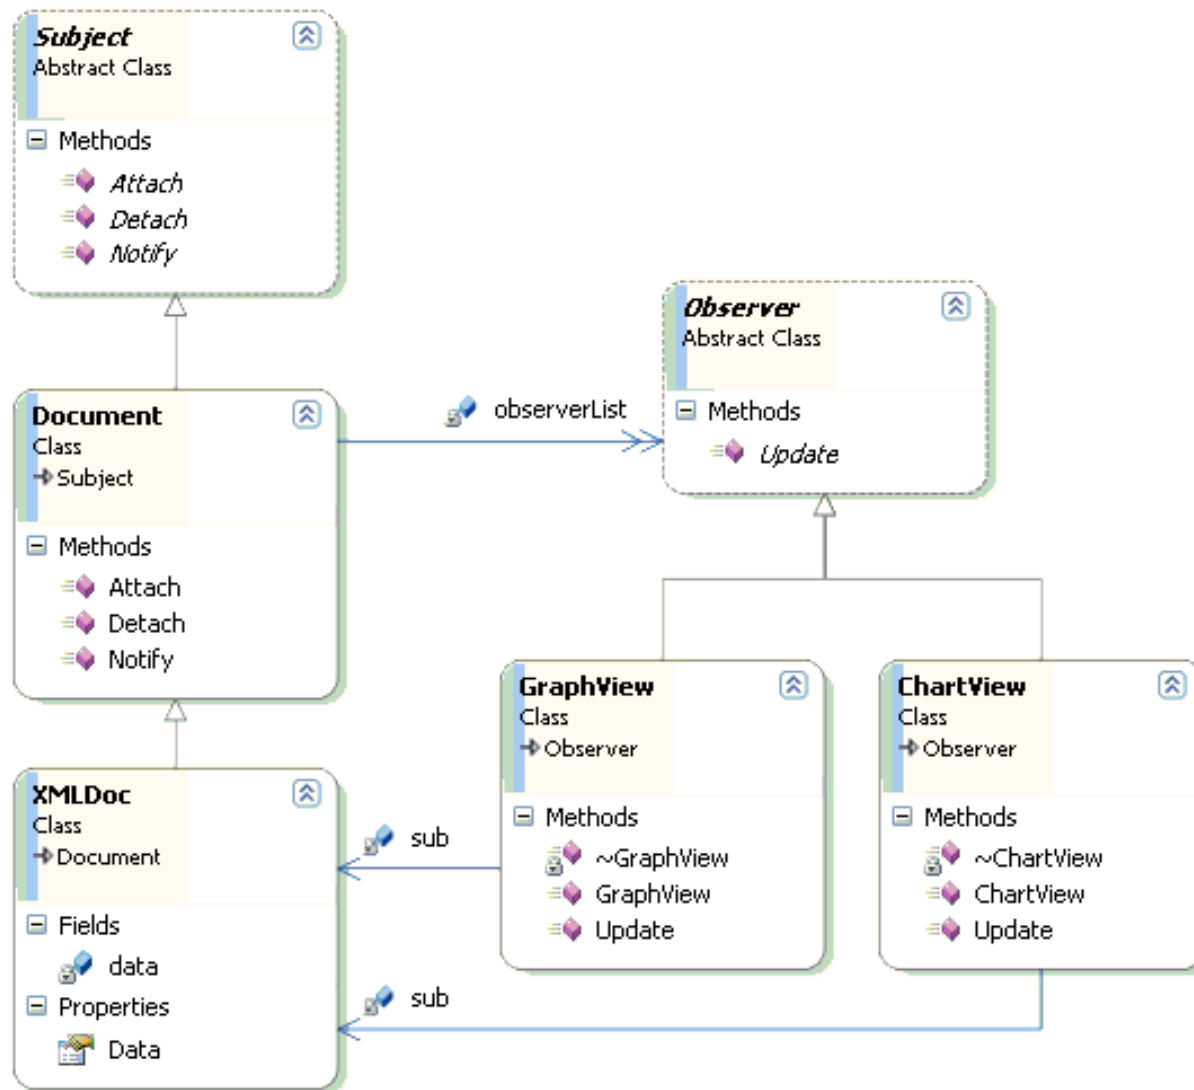 Subject
Abstract Class
Methods
Attach
Detach
Notify
Observer
Abstract Class
Methods
Update
observerList
Document
Class
Subject
Methods
Attach
Detach
Notify
GraphView
Class
Observer
Methods
~GraphView
GraphView
Update
ChartView
Class
Observer
Methods
~ChartView
ChartView
Update
XMLDoc
Class
Document
Fields
data
Properties
Data
sub
sub